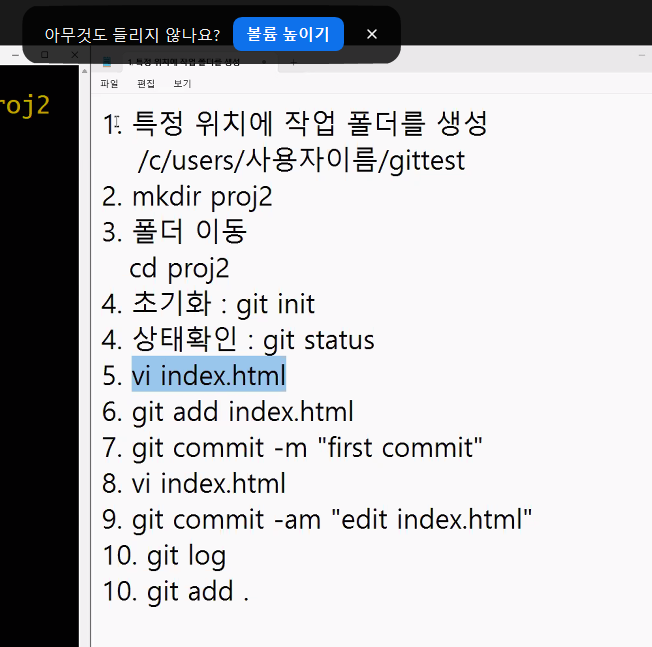 아무것도 들리지 않나요? 볼륨 높이기 ×
1. 특정 위치에 작업 폴더를 생성
파일 편집 보기
roj2
1. 특정 위치에 작업 폴더를 생성
/c/users/사용자이름/gittest
2. mkdir proj2
3. 폴더 이동
cd proj2
4. 초기화 : git init
4. 상태확인 : git status
5. vi index.html
6. git add index.html
7. git commit -m "first commit"
8. vi index.html
9. git commit -am "edit index.html"
10. git log
10. git add .